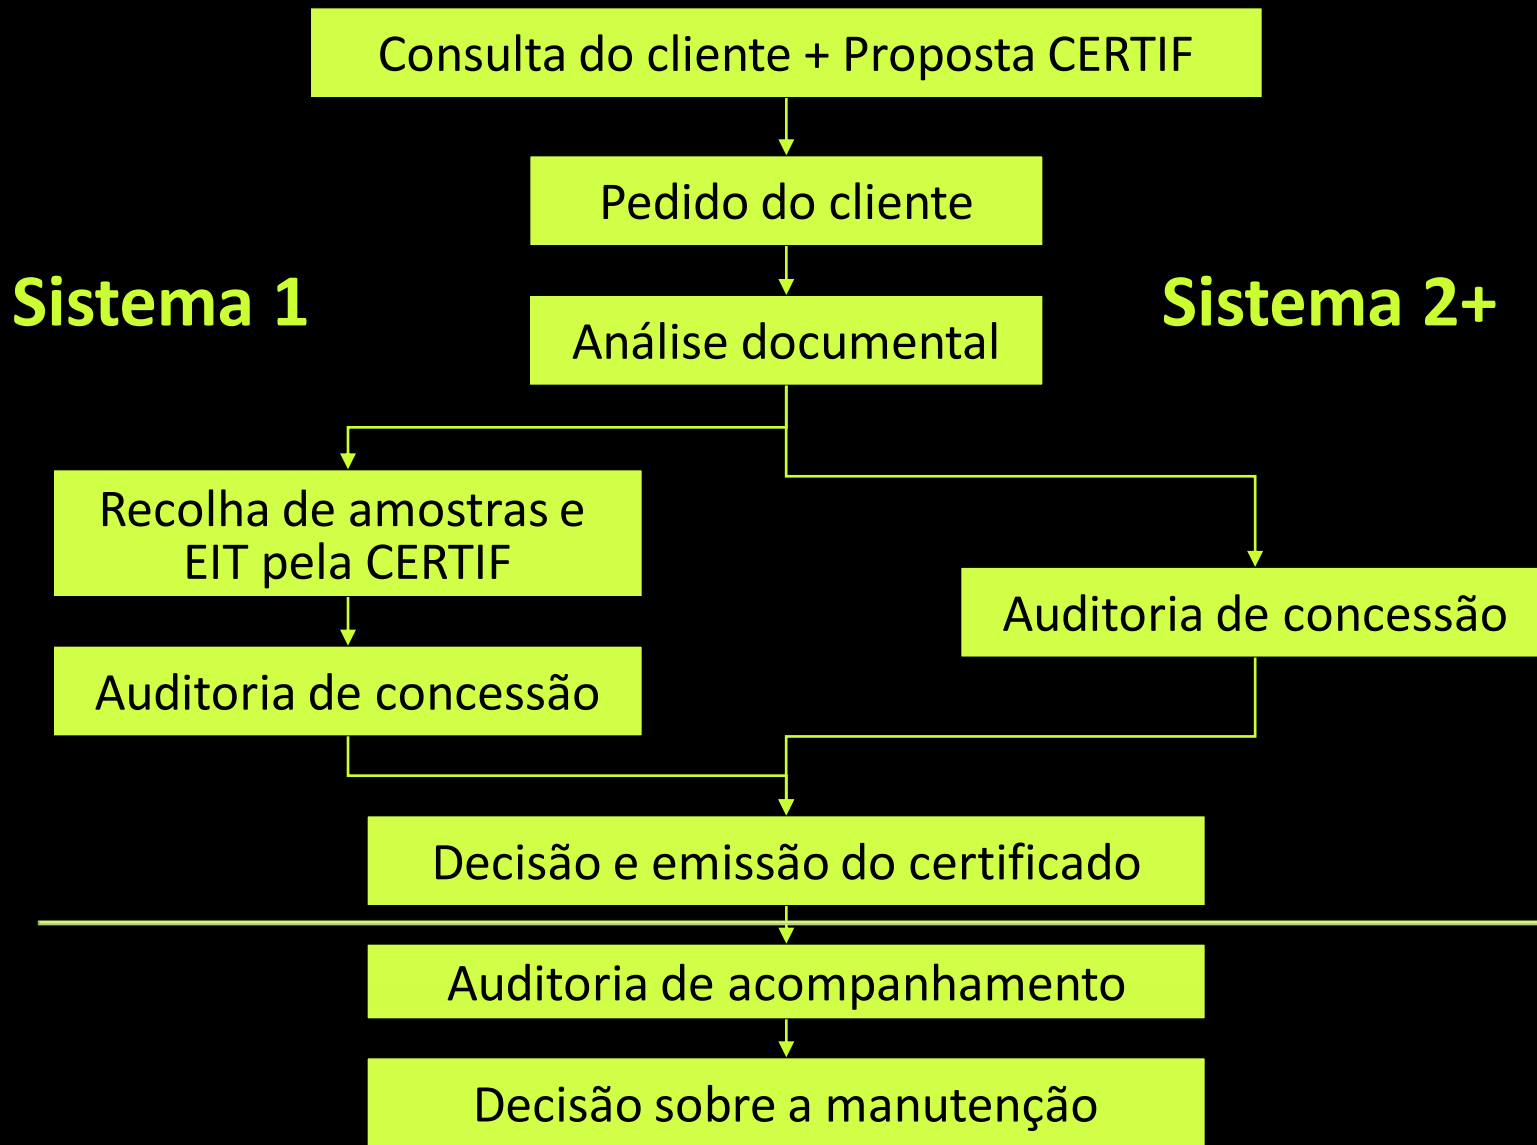 Consulta do cliente + Proposta CERTIF
Pedido do cliente
Sistema 1
Sistema 2+
Análise documental
Recolha de amostras e
EIT pela CERTIF
Auditoria de concessão
Auditoria de concessão
Decisão e emissão do certificado
Auditoria de acompanhamento
Decisão sobre a manutenção